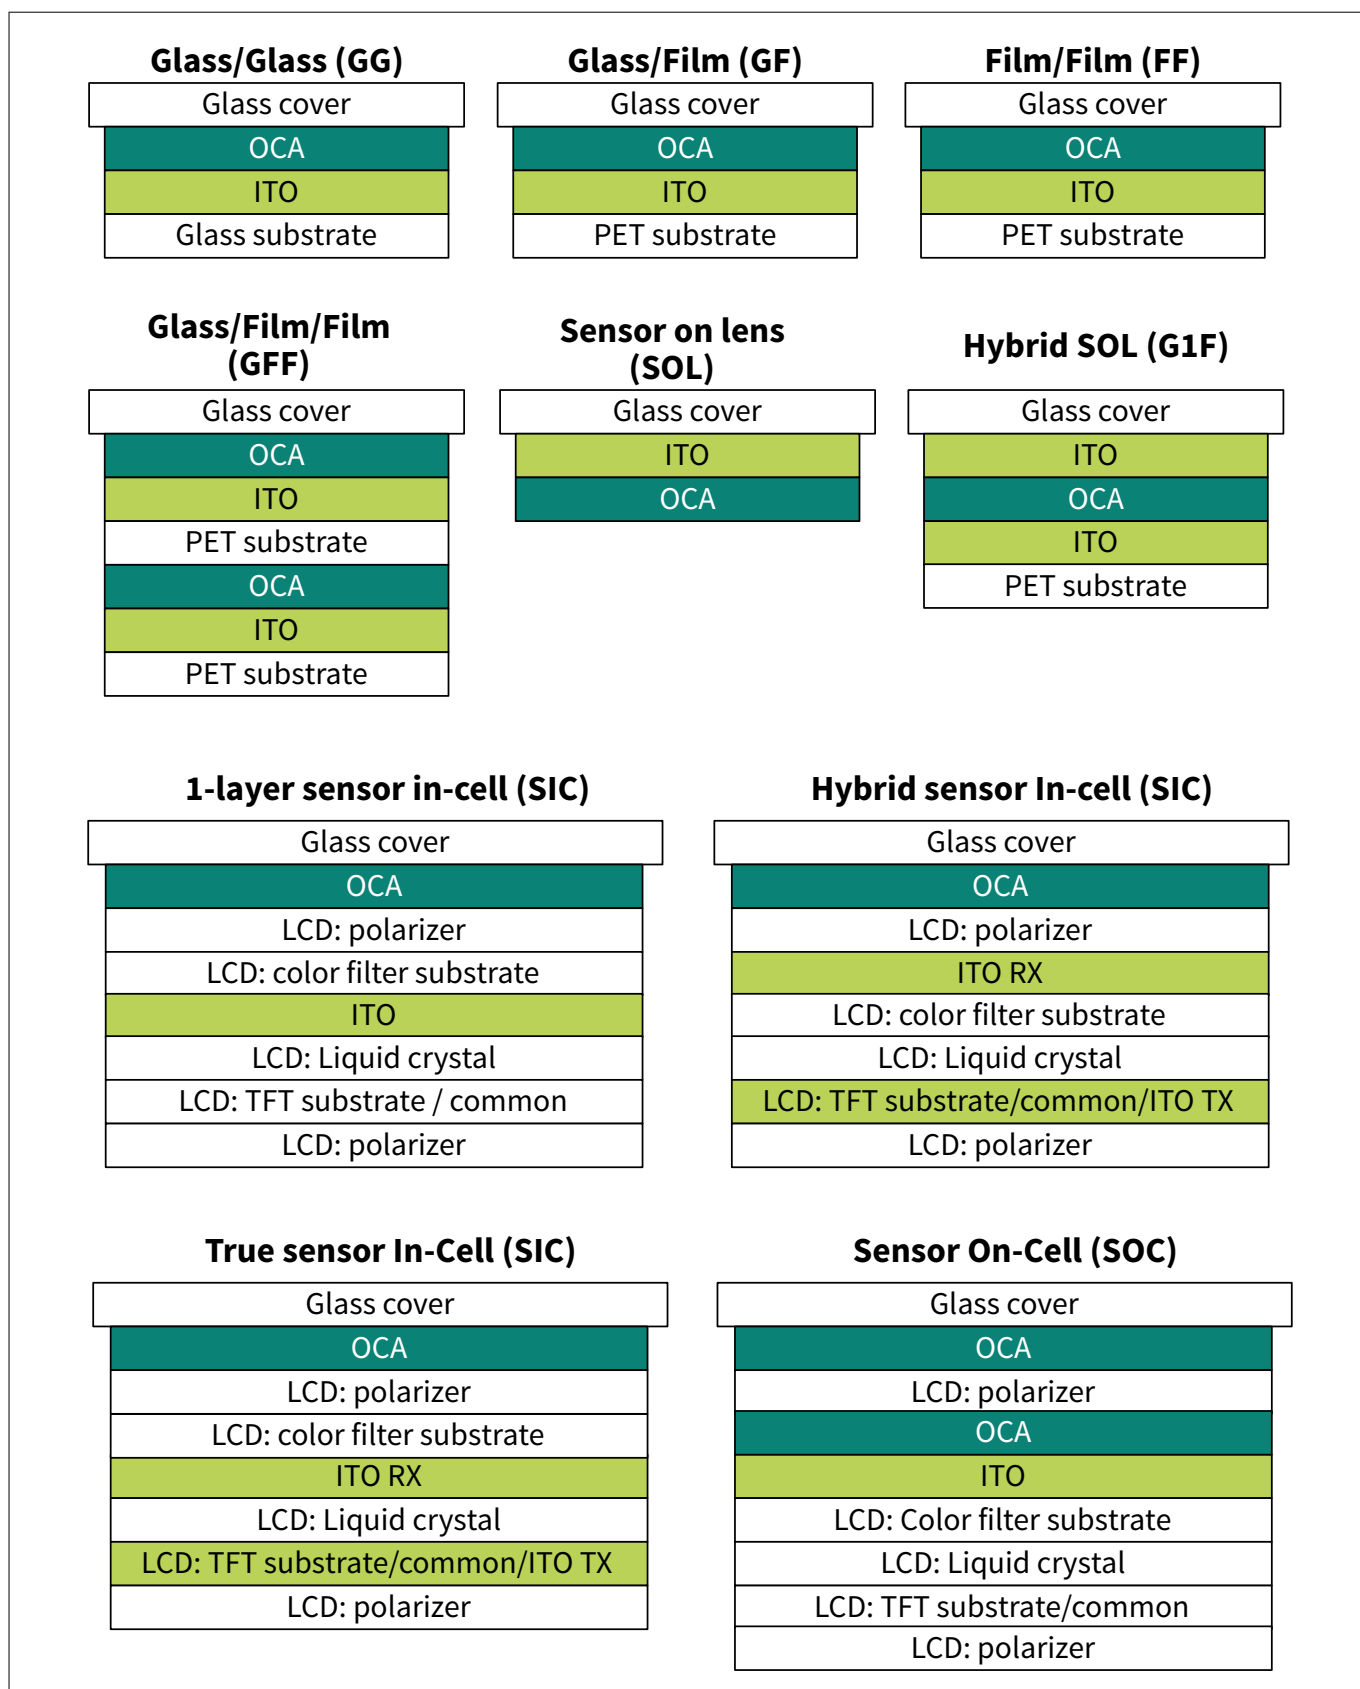 Glass/Glass (GG)
Glass cover
OCA
ITO
Glass substrate
Glass/Film (GF)
Glass cover
OCA
ITO
PET substrate
Film/Film (FF)
Glass cover
OCA
ITO
PET substrate
Glass/Film/Film
(GFF)
Glass cover
OCA
ITO
PET substrate
OCA
ITO
PET substrate
Sensor on lens
(SOL)
Glass cover
ITO
OCA
Hybrid SOL (G1F)
Glass cover
ITO
OCA
ITO
PET substrate
1-layer sensor in-cell (SIC)
Glass cover
OCA
LCD: polarizer
LCD: color filter substrate
ITO
LCD: Liquid crystal
LCD: TFT substrate / common
LCD: polarizer
Hybrid sensor In-cell (SIC)
Glass cover
OCA
LCD: polarizer
ITO RX
LCD: color filter substrate
LCD: Liquid crystal
LCD: TFT substrate/common/ITO TX
LCD: polarizer
True sensor In-Cell (SIC)
Glass cover
OCA
LCD: polarizer
LCD: color filter substrate
ITO RX
LCD: Liquid crystal
LCD: TFT substrate/common/ITO TX
LCD: polarizer
Sensor On-Cell (SOC)
Glass cover
OCA
LCD: polarizer
OCA
ITO
LCD: Color filter substrate
LCD: Liquid crystal
LCD: TFT substrate/common
LCD: polarizer